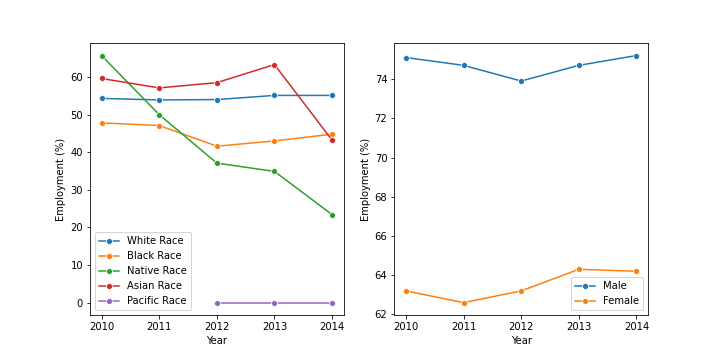 60
50
40
30
20
10
0
Employment (%)
2010 2011 2012 2013 2014
Year
White Race
Black Race
Native Race
Asian Race
Pacific Race
74
72
70
68
66
64
62
Employment (%)
2010 2011 2012 2013 2014
Year
Male
Female